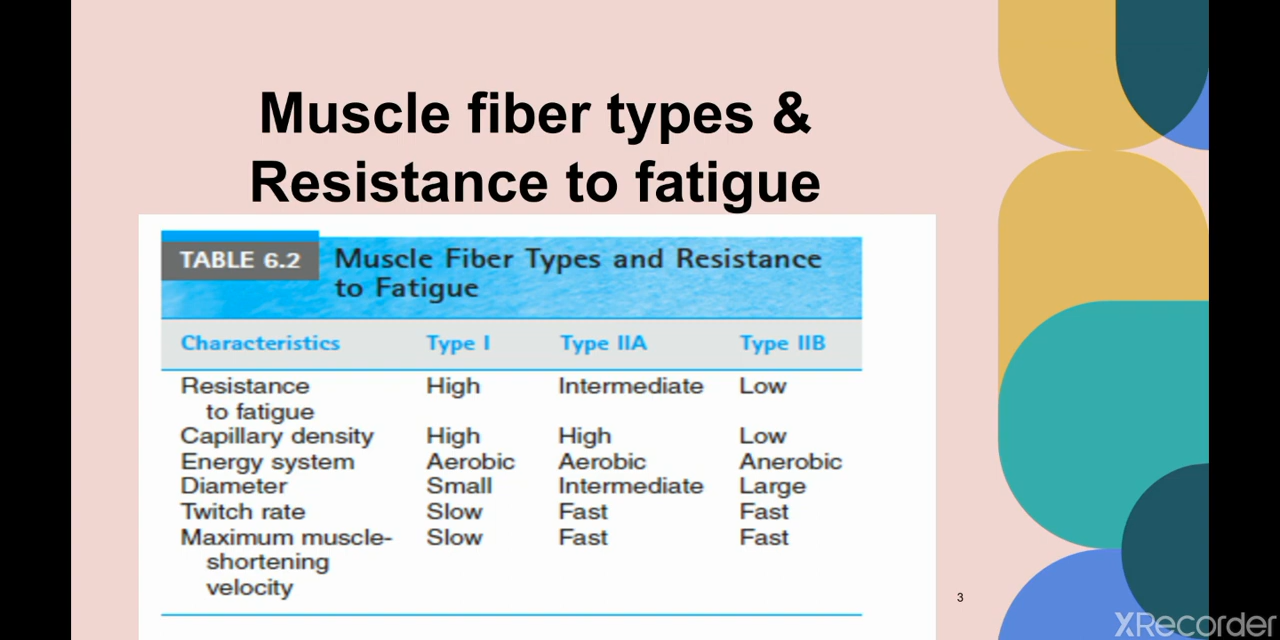 Muscle fiber types &
Resistance to fatigue
TABLE 6.2 Muscle Fiber Types and Resistance
to Fatigue
Characteristics Type I Type IIA Type IIB
Resistance High Intermediate Low
to fatigue
Capillary density High High Low
Energy system Aerobic Aerobic Anerobic
Diameter Small Intermediate Large
Twitch rate Slow Fast Fast
Maximum muscle- Slow Fast Fast
shortening
velocity
3
XRecorder